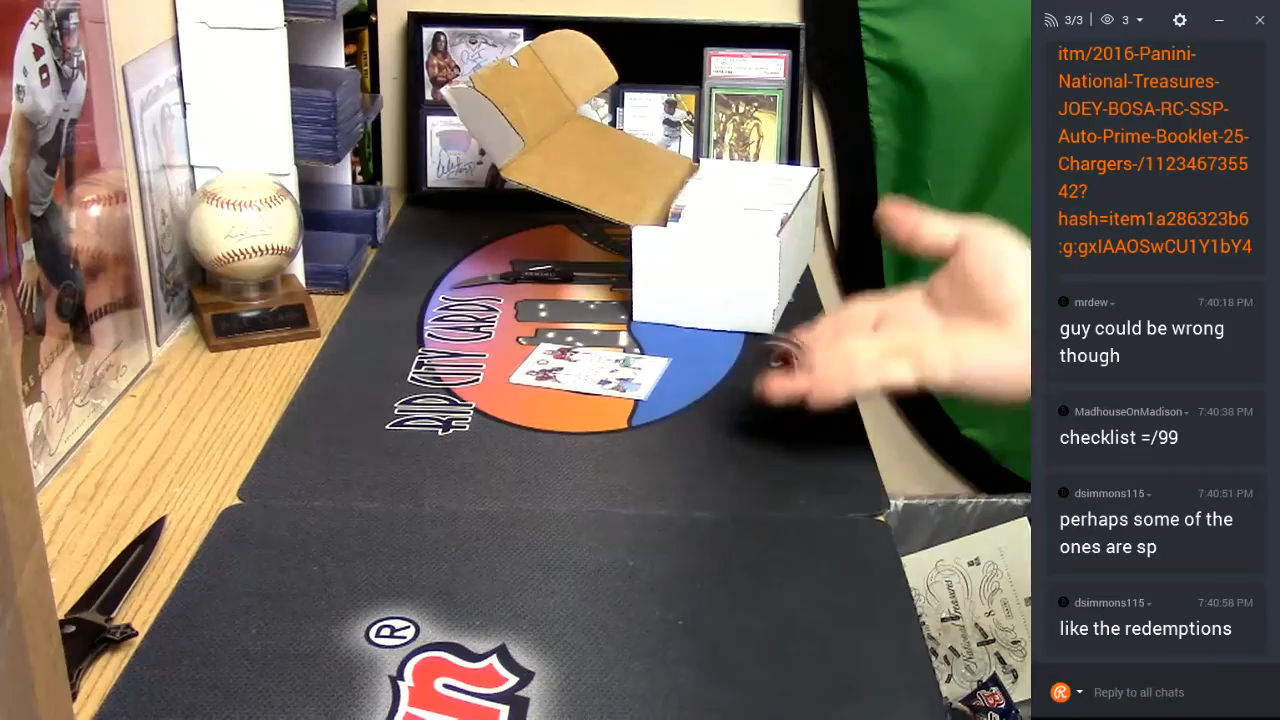 3/3
3
itm/2016-Panini-
National-Treasures-
JOEY-BOSA-RC-SSP-
Auto-Prime-Booklet-25-
Chargers-/1123467355
42?
hash=item1a286323b6
:g:gxIAAOSwCU1Y1bY4
mrdew 7:40:18 PM
guy could be wrong
though
MadhouseOnMadison 7:40:38 PM
checklist =/99
dsimmons115 7:40:51 PM
perhaps some of the
ones are sp
dsimmons115 7:40:58 PM
like the redemptions
Reply to all chats
RIP CITY CARDS
®
National Treasures